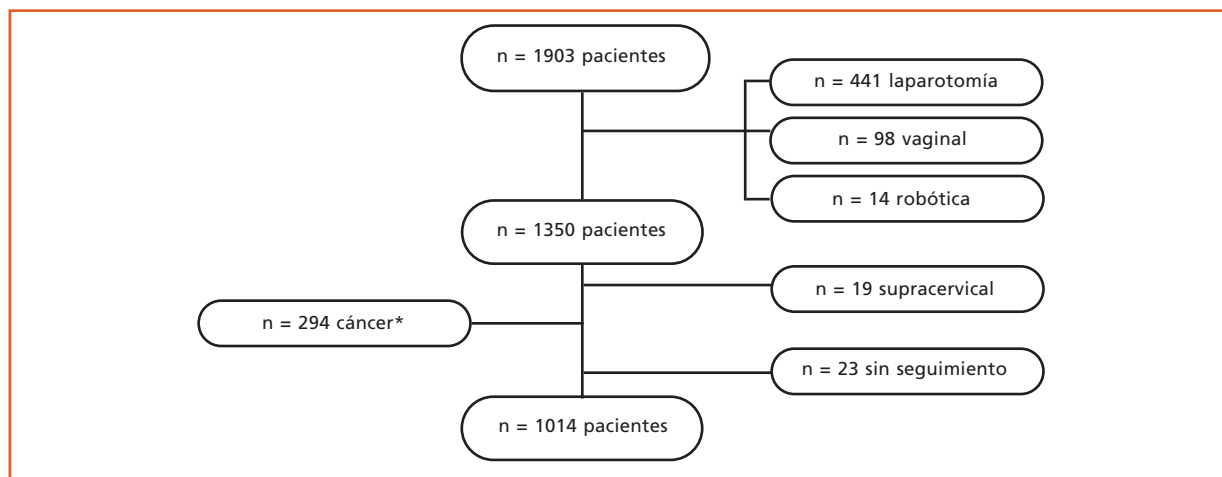 n = 1903 pacientes
n = 441 laparotomía
n = 98 vaginal
n = 14 robótica
n = 1350 pacientes
n = 19 supracervical
n = 294 cáncer*
n = 23 sin seguimiento
n = 1014 pacientes